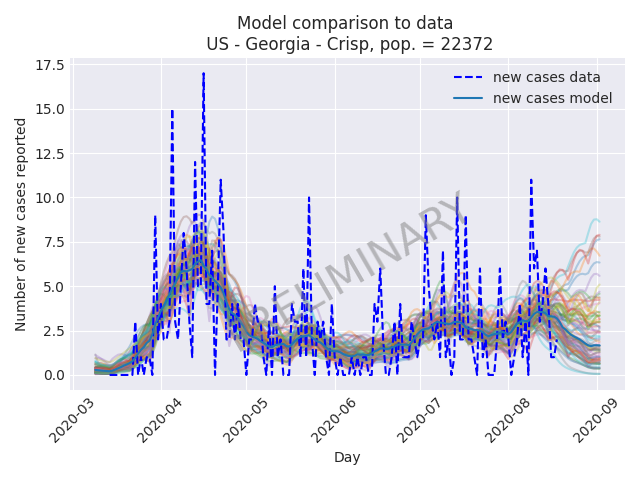 Model comparison to data
US - Georgia - Crisp, pop. = 22372
new cases data
new cases model
PRELIMINARY
Number of new cases reported
17.5
15.0
12.5
10.0
7.5
5.0
2.5
0.0
2020-03
2020-04
2020-05
2020-06
2020-07
2020-08
2020-09
Day